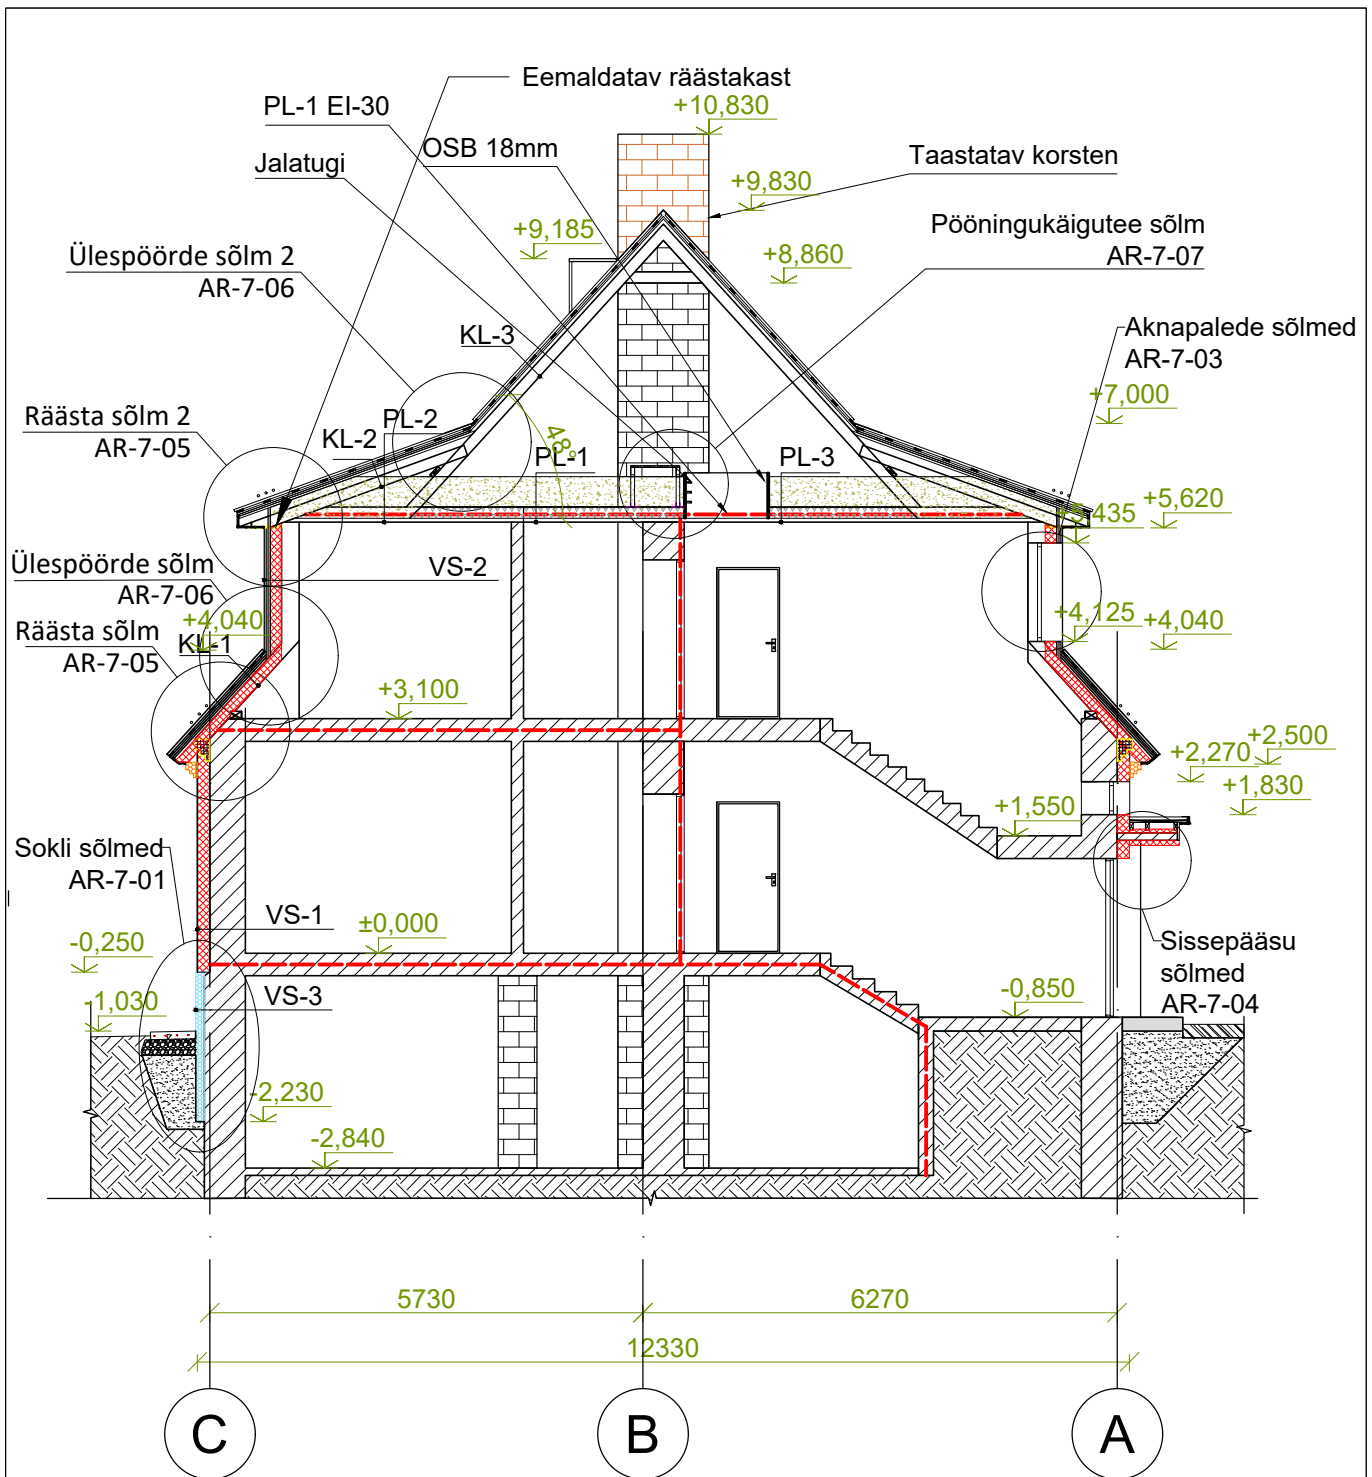 Eemaldatav räästakast
PL-1 EI-30
+10,830
OSB 18mm
Taastatav korsten
Jalatugi
+9,830
+9,185
Pööningukäigutee sõlm
AR-7-07
Ülespöörde sõlm 2
AR-7-06
+8,860
KL-3
Aknapalede sõlmed
AR-7-03
+7,000
Räästa sõlm 2
AR-7-05
PL-2
KL-2
48°
PL-1
PL-3
+5,620
+5,435
Ülespöörde sõlm
AR-7-06
VS-2
+4,040
Räästa sõlm
AR-7-05
KL-1
+4,125
+4,040
+3,100
+2,500
+2,270
+1,830
+1,550
Sokli sõlmed
AR-7-01
VS-1
±0,000
-0,250
Sissepääsu
sõlmed
AR-7-04
VS-3
-1,030
-0,850
-2,230
-2,840
5730
6270
12330
C
B
A